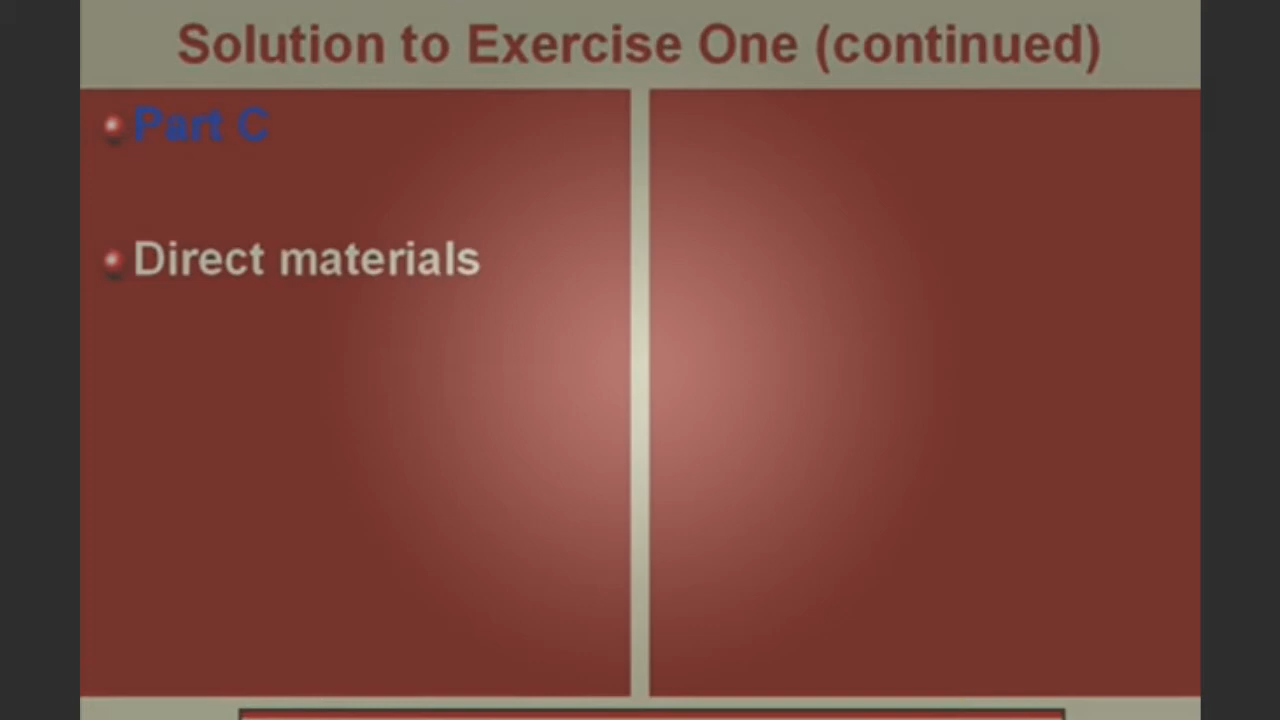 Solution to Exercise One (continued)
Part C
Direct materials